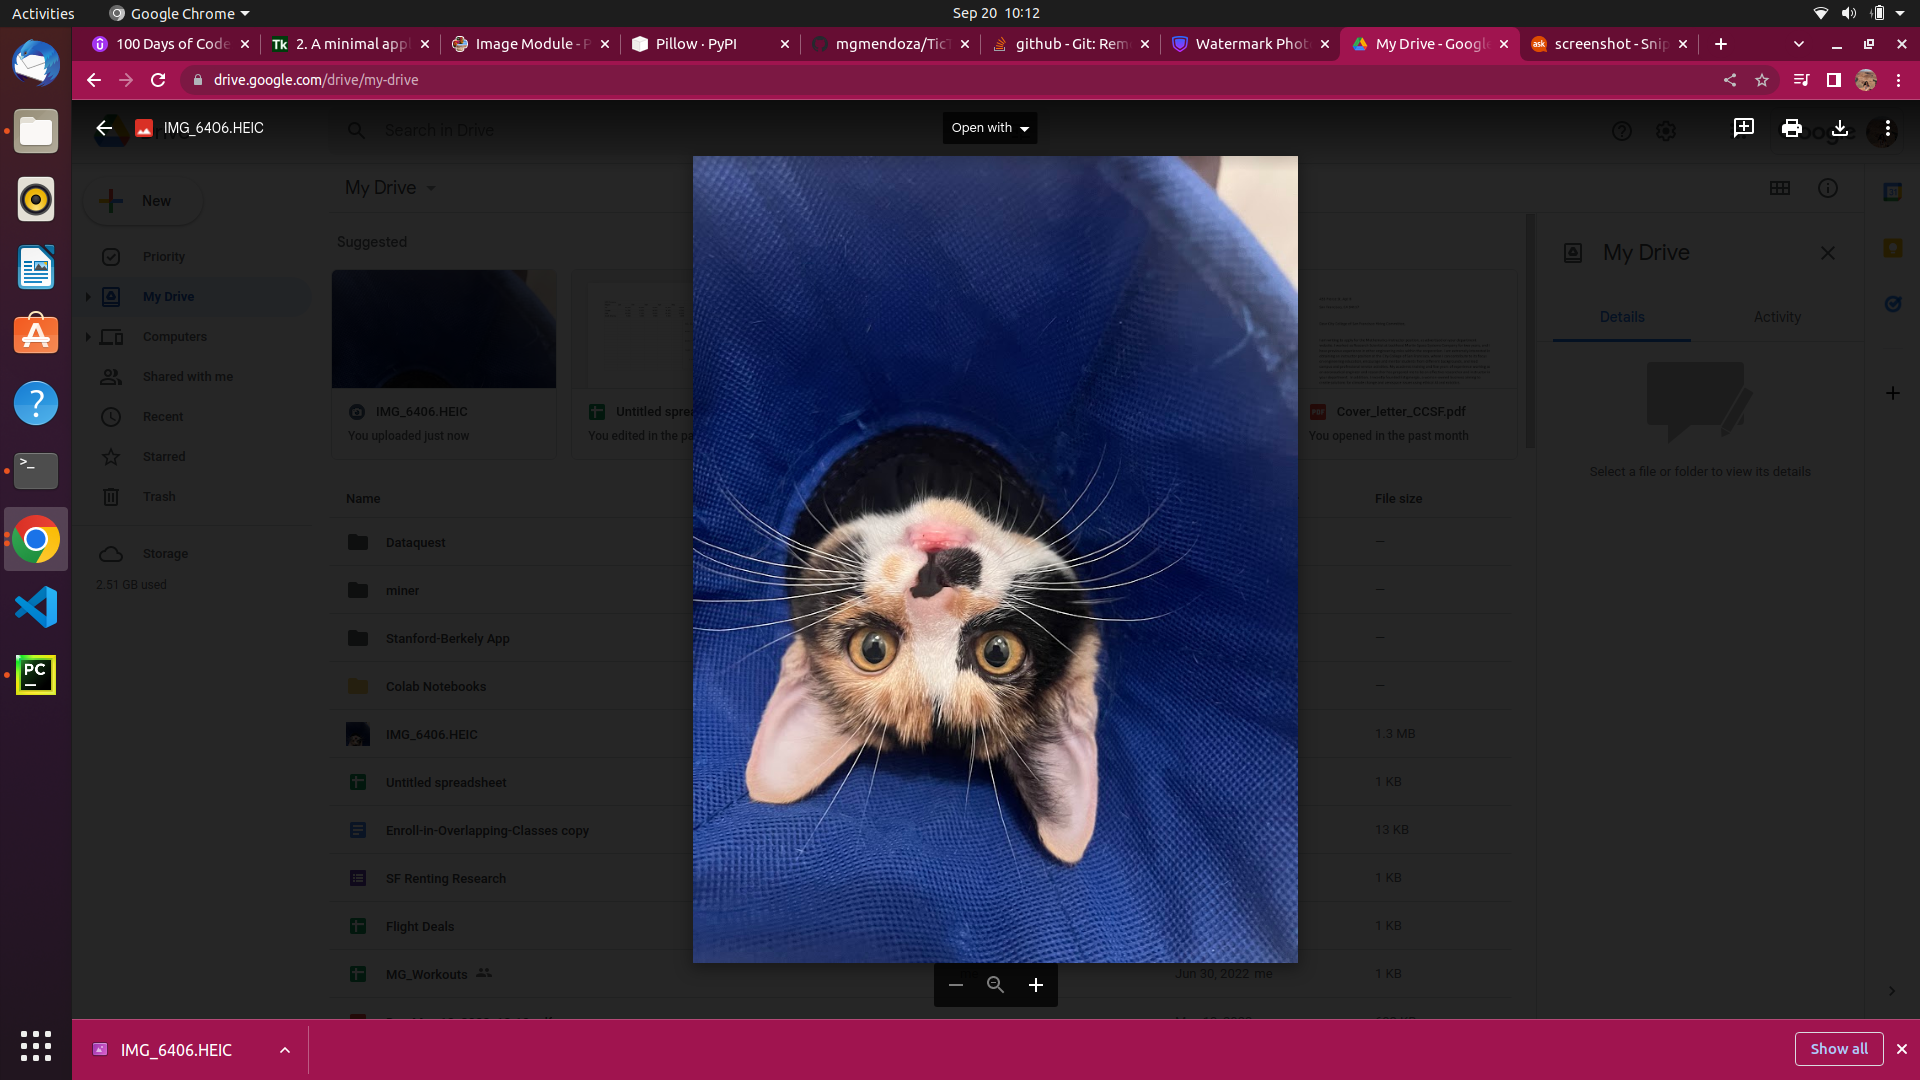 Activities
Google Chrome
Sep 20 10:12
100 Days of Code
2. A minimal appl
Image Module - P
Pillow · PyPI
mgmendoza/TicT
github - Git: Rem
Watermark Phot
My Drive - Google
screenshot - Snip
drive.google.com/drive/my-drive
IMG_6406.HEIC
Search in Drive
Open with
New
My Drive
Priority
My Drive
Computers
Shared with me
Recent
Starred
Trash
Storage
2.51 GB used
Suggested
IMG_6406.HEIC
You uploaded just now
Untitled sprea
You edited in the pa
Cover_letter_CCSF.pdf
You opened in the past month
Name
File size
Dataquest
—
miner
—
Stanford-Berkely App
—
Colab Notebooks
—
IMG_6406.HEIC
1.3 MB
Untitled spreadsheet
1 KB
Enroll-In-Overlapping-Classes copy
13 KB
SF Renting Research
1 KB
Flight Deals
1 KB
MG_Workouts
Jun 30, 2022 me
1 KB
My Drive
Details
Activity
Select a file or folder to view its details
IMG_6406.HEIC
Show all